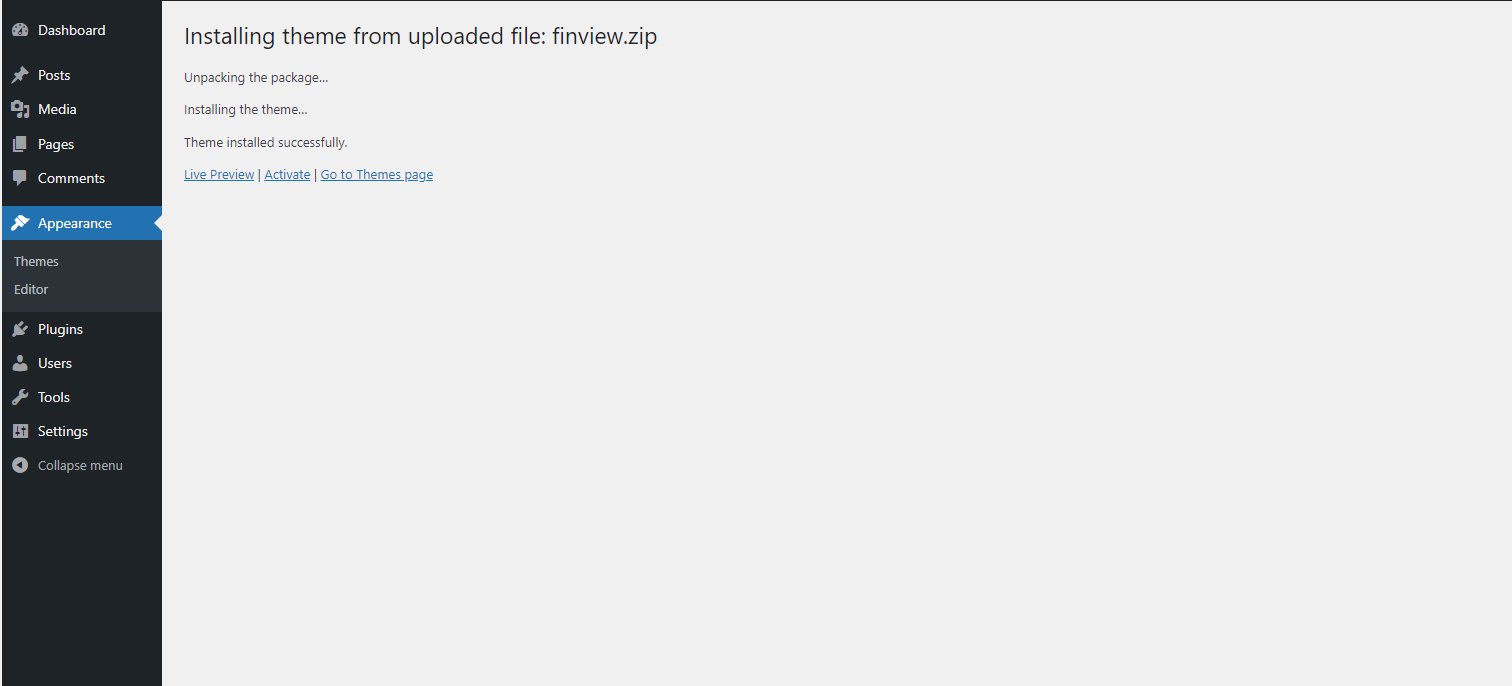 Dashboard
Posts
Media
Pages
Comments
Appearance
Themes
Editor
Plugins
Users
Tools
Settings
Collapse menu
Installing theme from uploaded file: finview.zip
Unpacking the package…
Installing the theme…
Theme installed successfully.
Live Preview | Activate | Go to Themes page